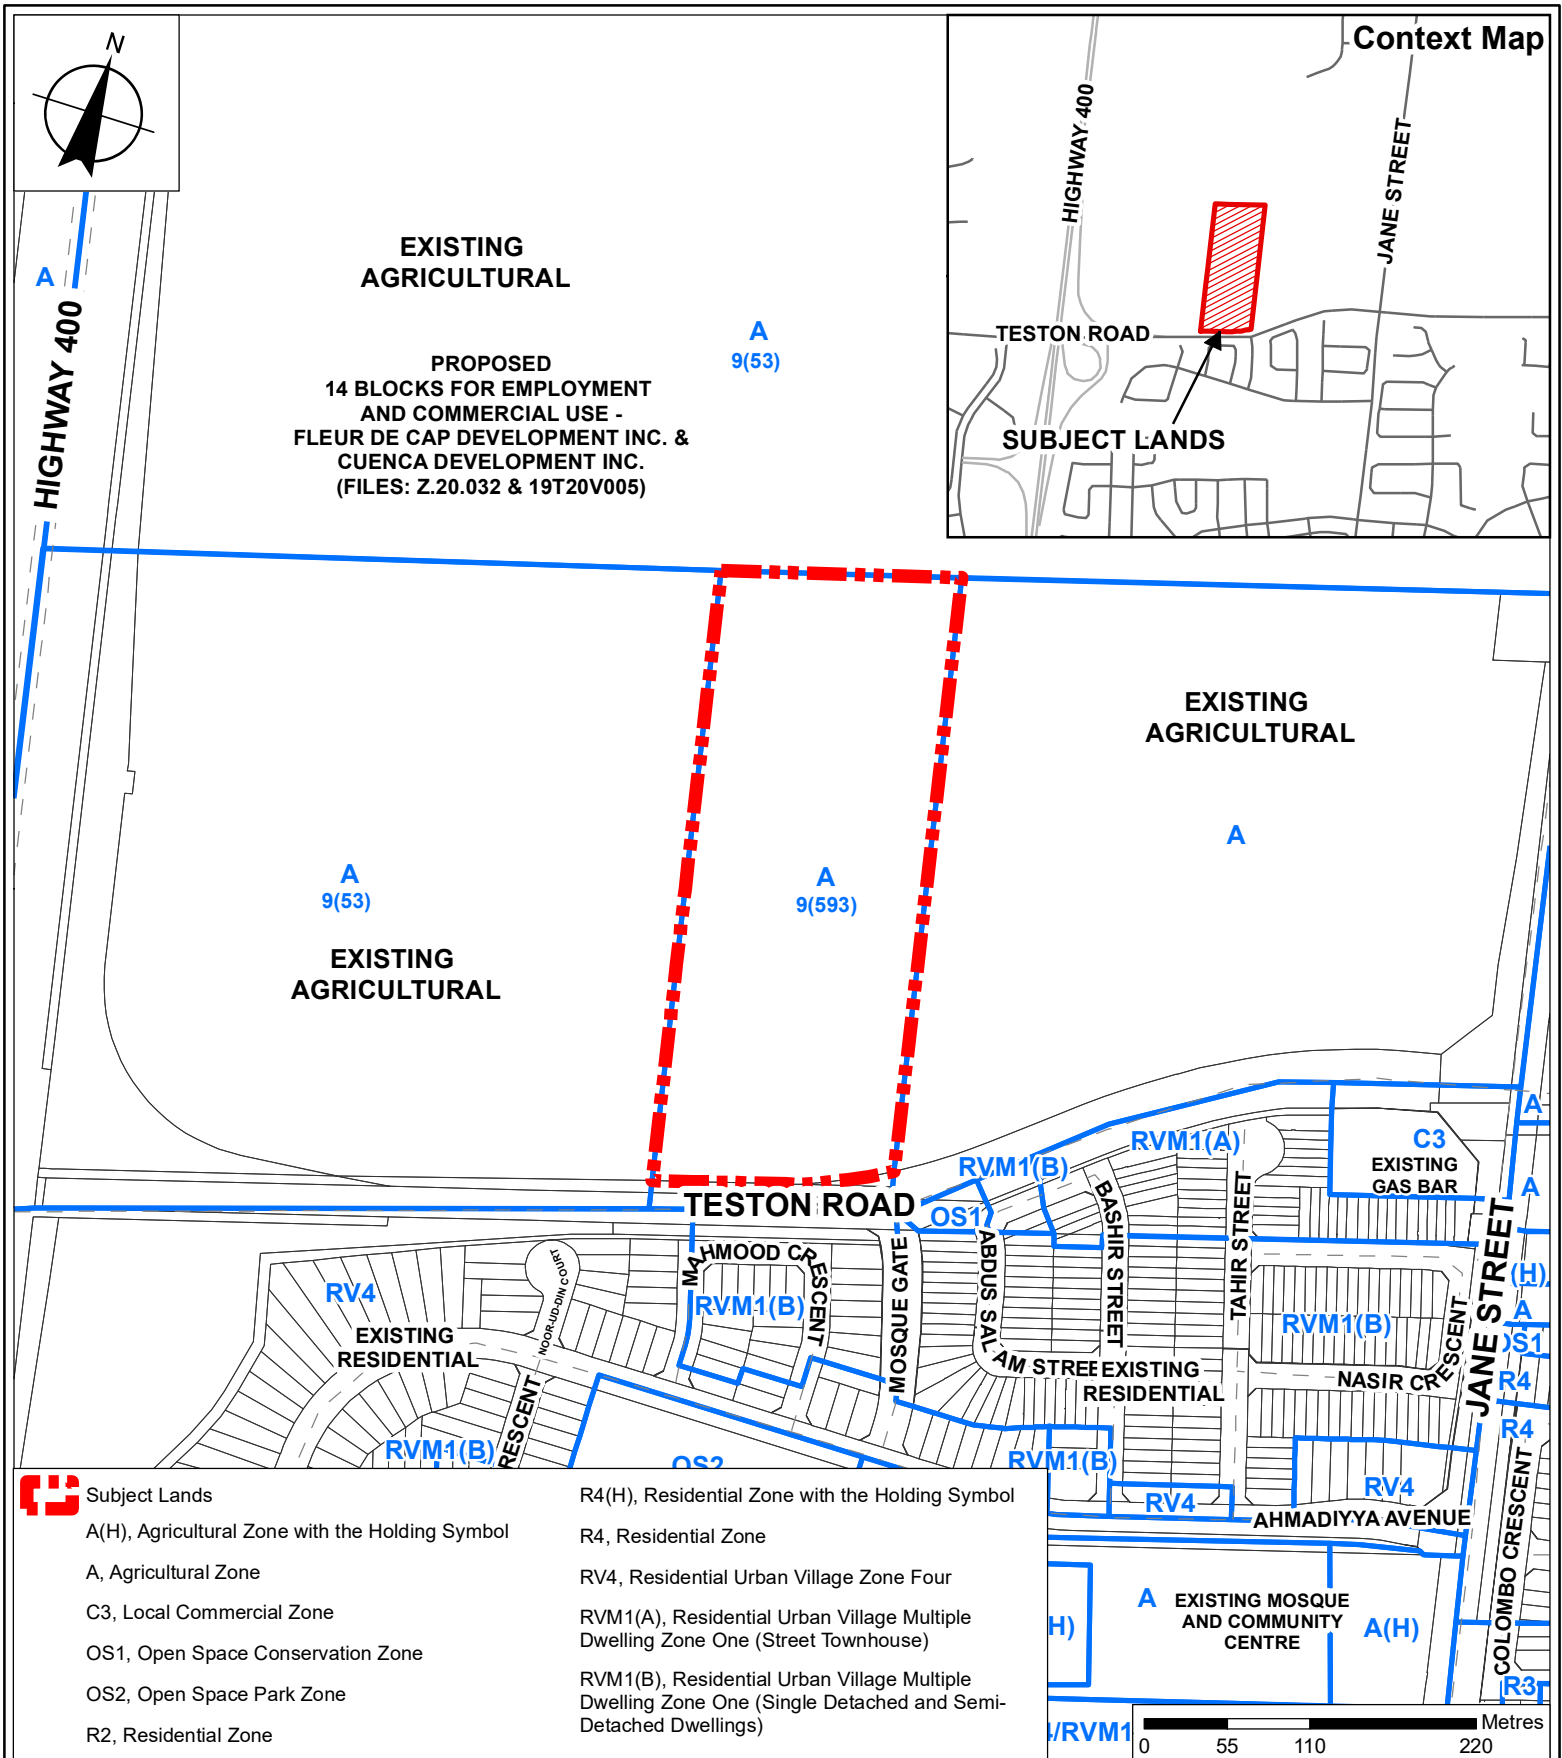 N
Context Map
HIGHWAY 400
JANE STREET
TESTON ROAD
SUBJECT LANDS
A
HIGHWAY 400
EXISTING
AGRICULTURAL
A
9(53)
PROPOSED
14 BLOCKS FOR EMPLOYMENT
AND COMMERCIAL USE -
FLEUR DE CAP DEVELOPMENT INC. &
CUENCA DEVELOPMENT INC.
(FILES: Z.20.032 & 19T20V005)
EXISTING
AGRICULTURAL
A
A
9(53)
EXISTING
AGRICULTURAL
A
9(593)
TESTON ROAD
RVM1(B)
RVM1(A)
C3
EXISTING
GAS BAR
A
A
OS1
MAHMOOD CRESCENT
RVM1(B)
MOSQUE GATE
ABDUS SALAM STREE
BASHIR STREET
TAHIR STREET
RVM1(B)
NASIR CRESCENT
JANE STREET
(H)
A
OS1
R4
R4
RV4
EXISTING
RESIDENTIAL
NOOR-UD-DIN COURT
RESCENT
RVM1(B)
OS2
EXISTING
RESIDENTIAL
RVM1(B)
RV4
RV4
AHMADIYYA AVENUE
COLOMBO CRESCENT
H)
A
EXISTING MOSQUE
AND COMMUNITY
CENTRE
A(H)
R3
4/RVM1
Subject Lands
A(H), Agricultural Zone with the Holding Symbol
A, Agricultural Zone
C3, Local Commercial Zone
OS1, Open Space Conservation Zone
OS2, Open Space Park Zone
R2, Residential Zone
R4(H), Residential Zone with the Holding Symbol
R4, Residential Zone
RV4, Residential Urban Village Zone Four
RVM1(A), Residential Urban Village Multiple
Dwelling Zone One (Street Townhouse)
RVM1(B), Residential Urban Village Multiple
Dwelling Zone One (Single Detached and Semi-
Detached Dwellings)
Metres
0 55 110 220